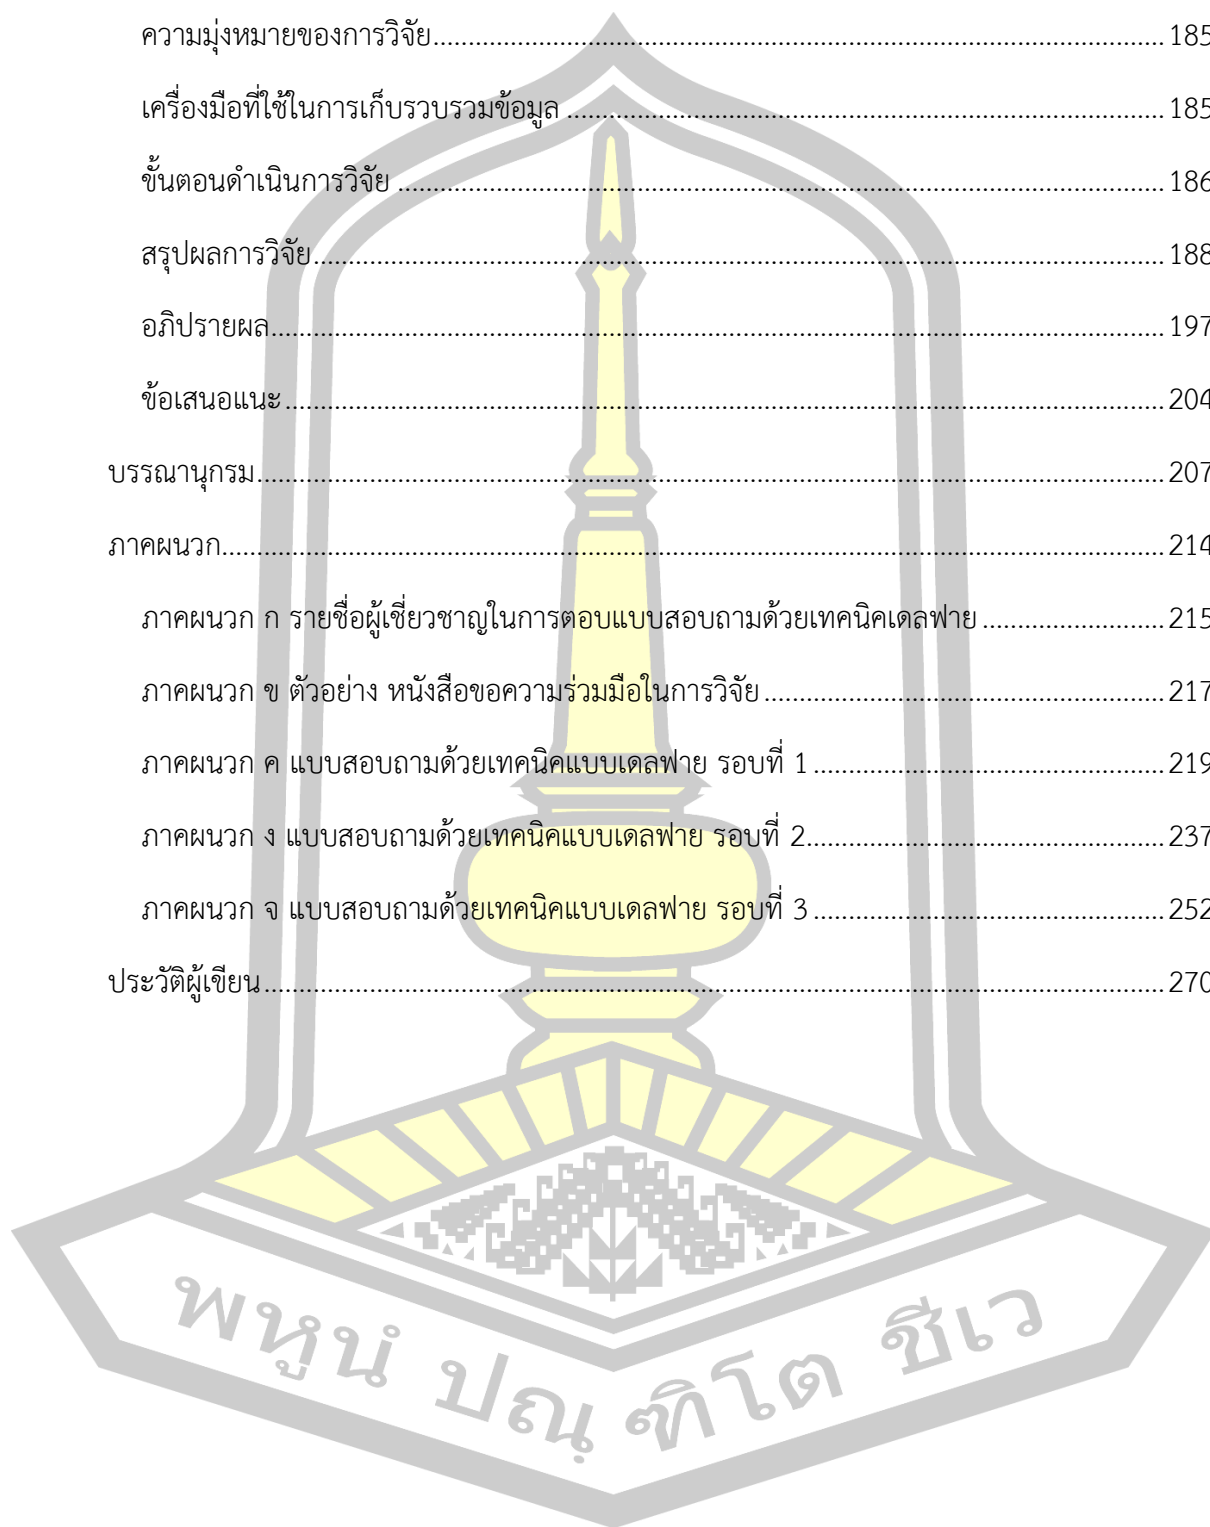 ความมุ่งหมายของการวิจัย.......... 185
เครื่องมือที่ใช้ในการเก็บรวบรวมข้อมูล .......... 185
ขั้นตอนดำเนินการวิจัย .......... 186
สรุปผลการวิจัย.......... 188
อภิปรายผล.......... 197
ข้อเสนอแนะ .......... 204
บรรณานุกรม.......... 207
ภาคผนวก.......... 214
ภาคผนวก ก รายชื่อผู้เชี่ยวชาญในการตอบแบบสอบถามด้วยเทคนิคเดลฟาย .......... 215
ภาคผนวก ข ตัวอย่าง หนังสือขอความร่วมมือในการวิจัย .......... 217
ภาคผนวก ค แบบสอบถามด้วยเทคนิคแบบเดลฟาย รอบที่ 1 .......... 219
ภาคผนวก ง แบบสอบถามด้วยเทคนิคแบบเดลฟาย รอบที่ 2.......... 237
ภาคผนวก จ แบบสอบถามด้วยเทคนิคแบบเดลฟาย รอบที่ 3 .......... 252
ประวัติผู้เขียน .......... 270
พหูนํ ปณฺฑิโต ชีเว